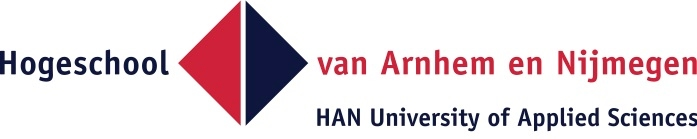 Hogeschool van Arnhem en Nijmegen
HAN University of Applied Sciences